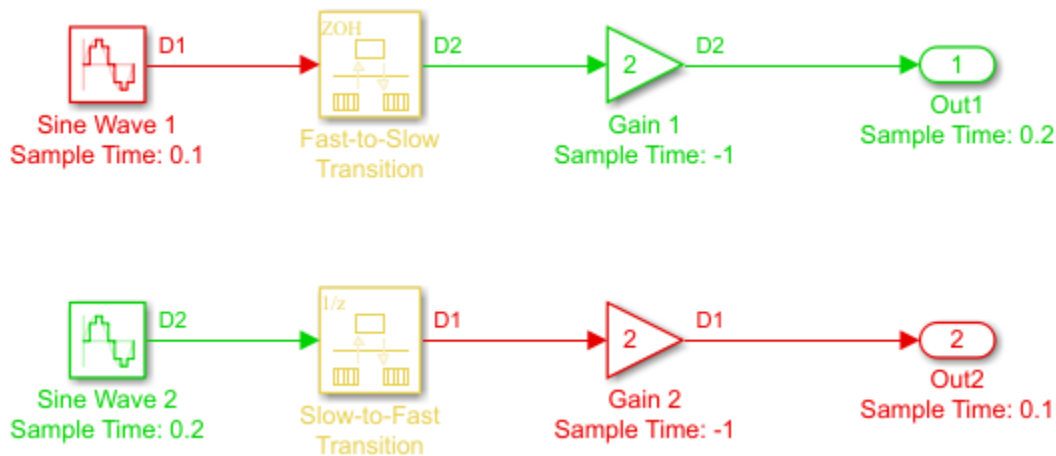 ZOH
D1
D2
2
D2
1
Sine Wave 1
Sample Time: 0.1
Fast-to-Slow
Transition
Gain 1
Sample Time: -1
Out1
Sample Time: 0.2
1/z
D2
D1
2
D1
2
Sine Wave 2
Sample Time: 0.2
Slow-to-Fast
Transition
Gain 2
Sample Time: -1
Out2
Sample Time: 0.1